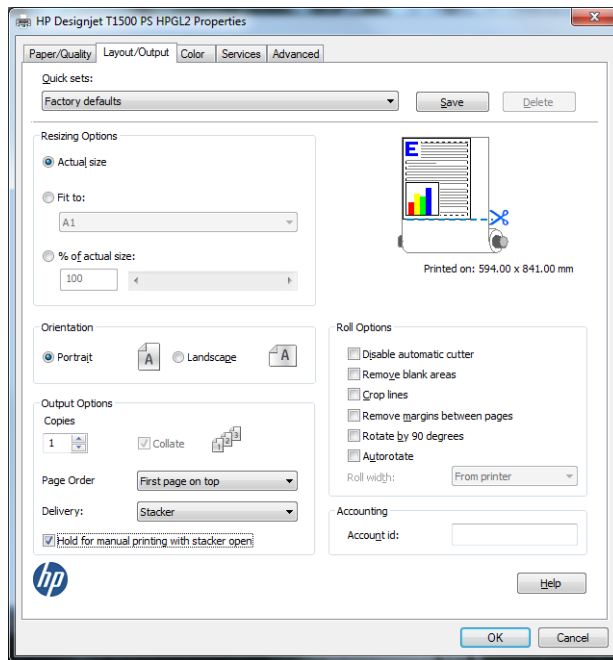 HP Designjet T1500 PS HPGL2 Properties
Paper/Quality Layout/Output Color Services Advanced
Quick sets:
Factory defaults Save Delete
Resizing Options
Actual size
Fit to:
A1
% of actual size:
100
E
Printed on: 594.00 x 841.00 mm
Orientation
Portrait A Landscape A
Output Options
Copies
1 Collate 1 2 3
Page Order First page on top
Delivery: Stacker
Hold for manual printing with stacker open
Roll Options
Disable automatic cutter
Remove blank areas
Crop lines
Remove margins between pages
Rotate by 90 degrees
Autorotate
Roll width: From printer
Accounting
Account id:
hp
Help
OK Cancel